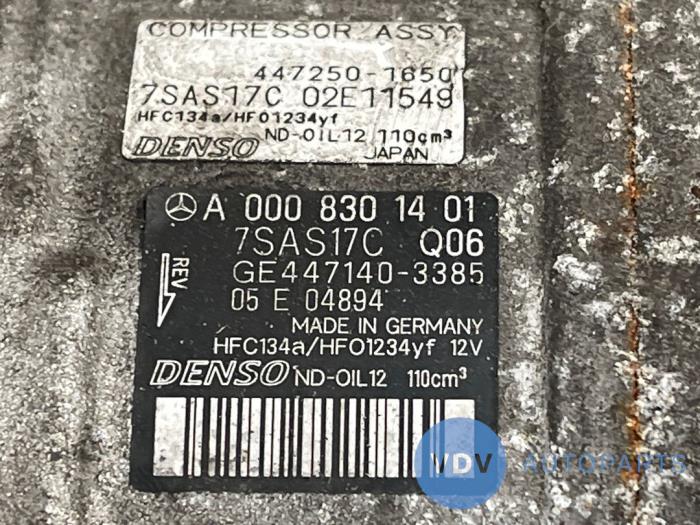 COMPRESSOR ASSY
447250-1650
7SAS17C 02E11549
HFC134a/HFO1234yf
ND-OIL12 110cm³
DENSO JAPAN
A 000 830 14 01
7SAS17C Q06
REV
GE447140-3385
05 E 04894
MADE IN GERMANY
HFC134a/HFO1234yf 12V
DENSO ND-OIL12 110cm³
VDV AUTOPARTS